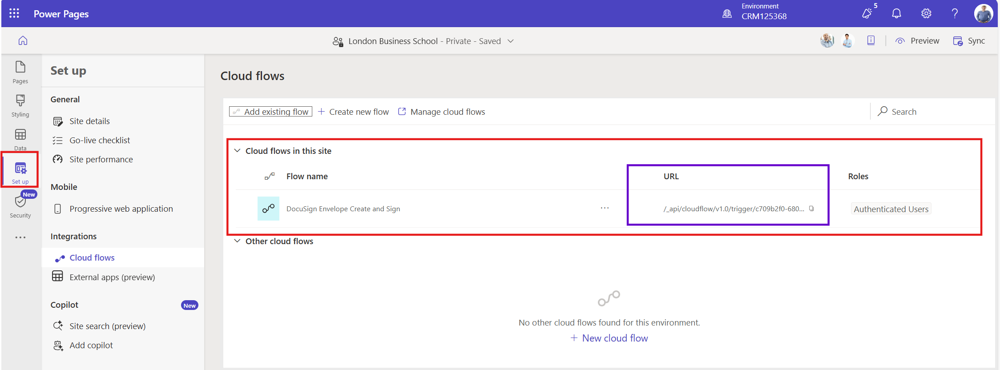 Power Pages
Environment
CRM125368
5
London Business School - Private - Saved
Preview
Sync
Pages
Styling
Data
Set up
New
Security
Set up
General
Site details
Go-live checklist
Site performance
Mobile
Progressive web application
Integrations
Cloud flows
External apps (preview)
Copilot
New
Site search (preview)
Add copilot
Cloud flows
Add existing flow
Create new flow
Manage cloud flows
Search
Cloud flows in this site
Flow name
URL
Roles
DocuSign Envelope Create and Sign
/_api/cloudflow/v1.0/trigger/c709b2f0-680...
Authenticated Users
Other cloud flows
No other cloud flows found for this environment.
New cloud flow